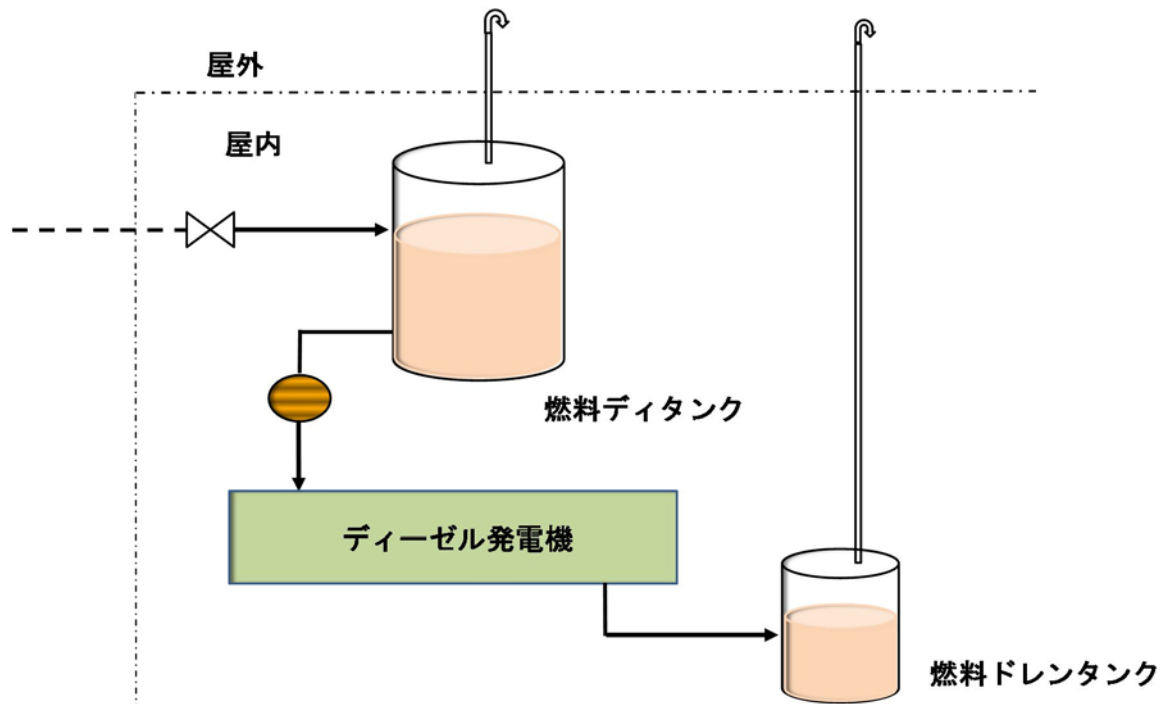 屋外
屋内
燃料ディタンク
ディーゼル発電機
燃料ドレンタンク